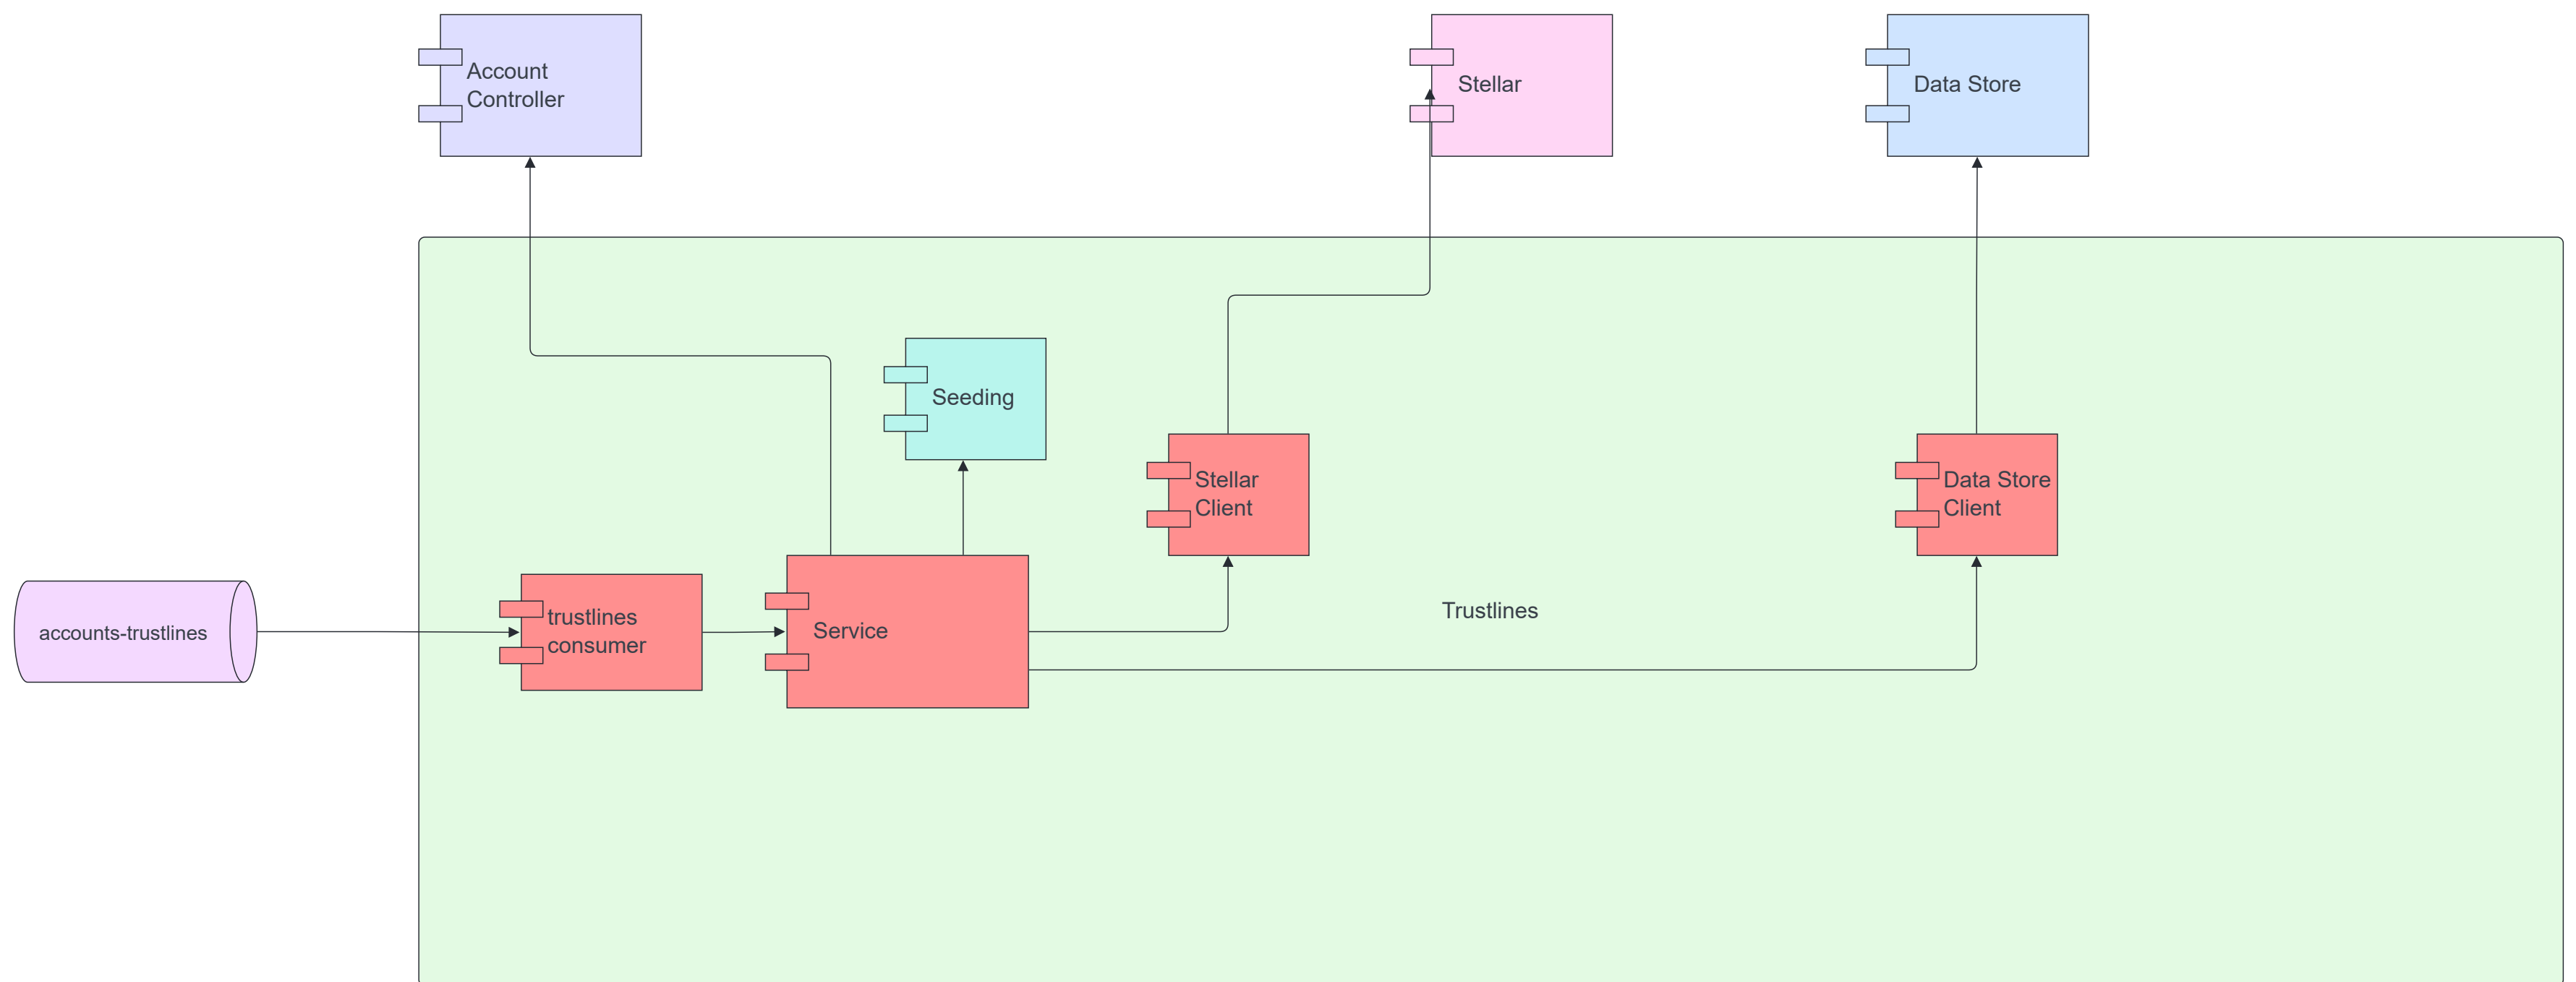 Account
Controller
Stellar
Data Store
Seeding
Stellar
Client
Data Store
Client
trustlines
consumer
Service
Trustlines
accounts-trustlines